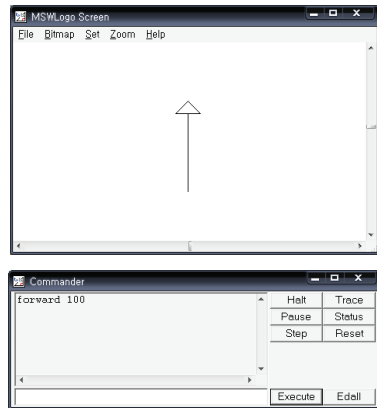 MSWLogo Screen
File Bitmap Set Zoom Help
Commander
forward 100
Halt Trace
Pause Status
Step Reset
Execute Edall